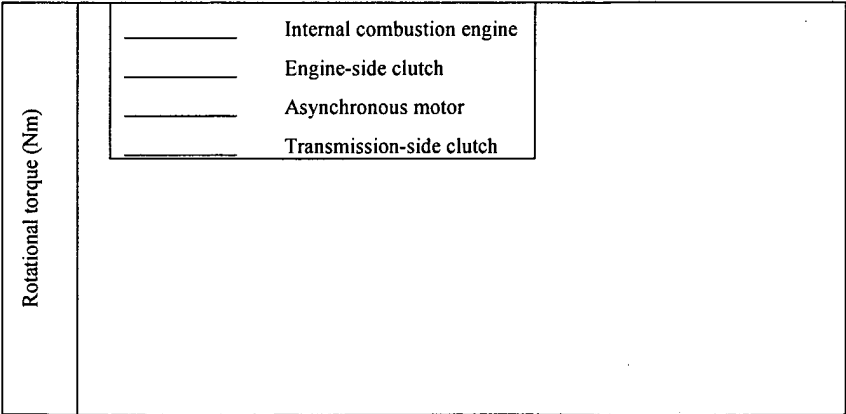 Internal combustion engine
Engine-side clutch
Asynchronous motor
Transmission-side clutch
Rotational torque (Nm)